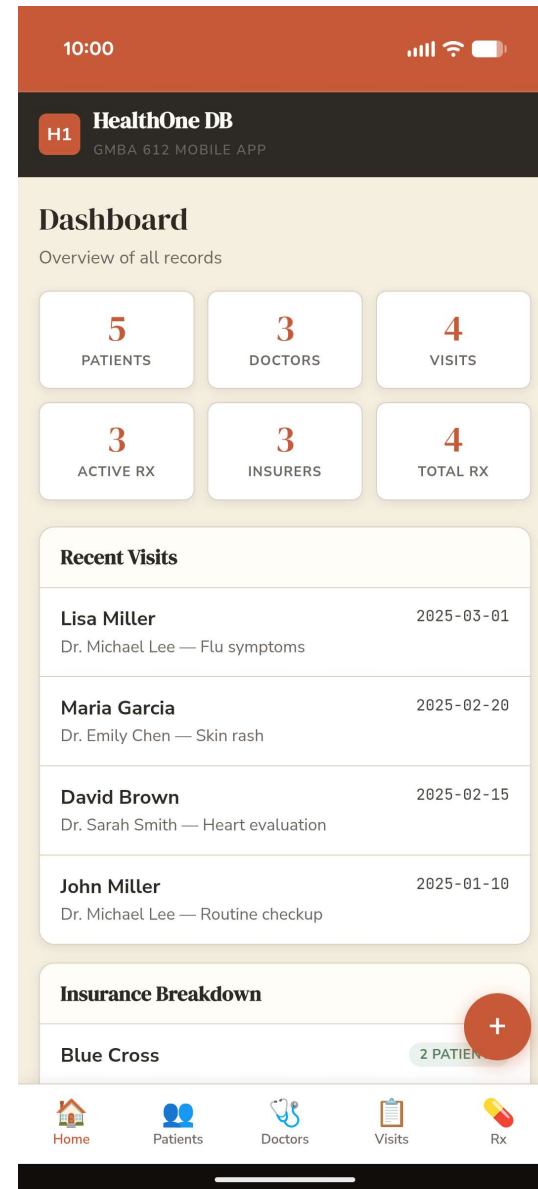 10:00
H1
HealthOne DB
GMBA 612 MOBILE APP
Dashboard
Overview of all records
5
PATIENTS
3
DOCTORS
4
VISITS
3
ACTIVE RX
3
INSURERS
4
TOTAL RX
Recent Visits
Lisa Miller
2025-03-01
Dr. Michael Lee — Flu symptoms
Maria Garcia
2025-02-20
Dr. Emily Chen — Skin rash
David Brown
2025-02-15
Dr. Sarah Smith — Heart evaluation
John Miller
2025-01-10
Dr. Michael Lee — Routine checkup
Insurance Breakdown
+
Blue Cross
2 PATIEN
Home
Patients
Doctors
Visits
Rx